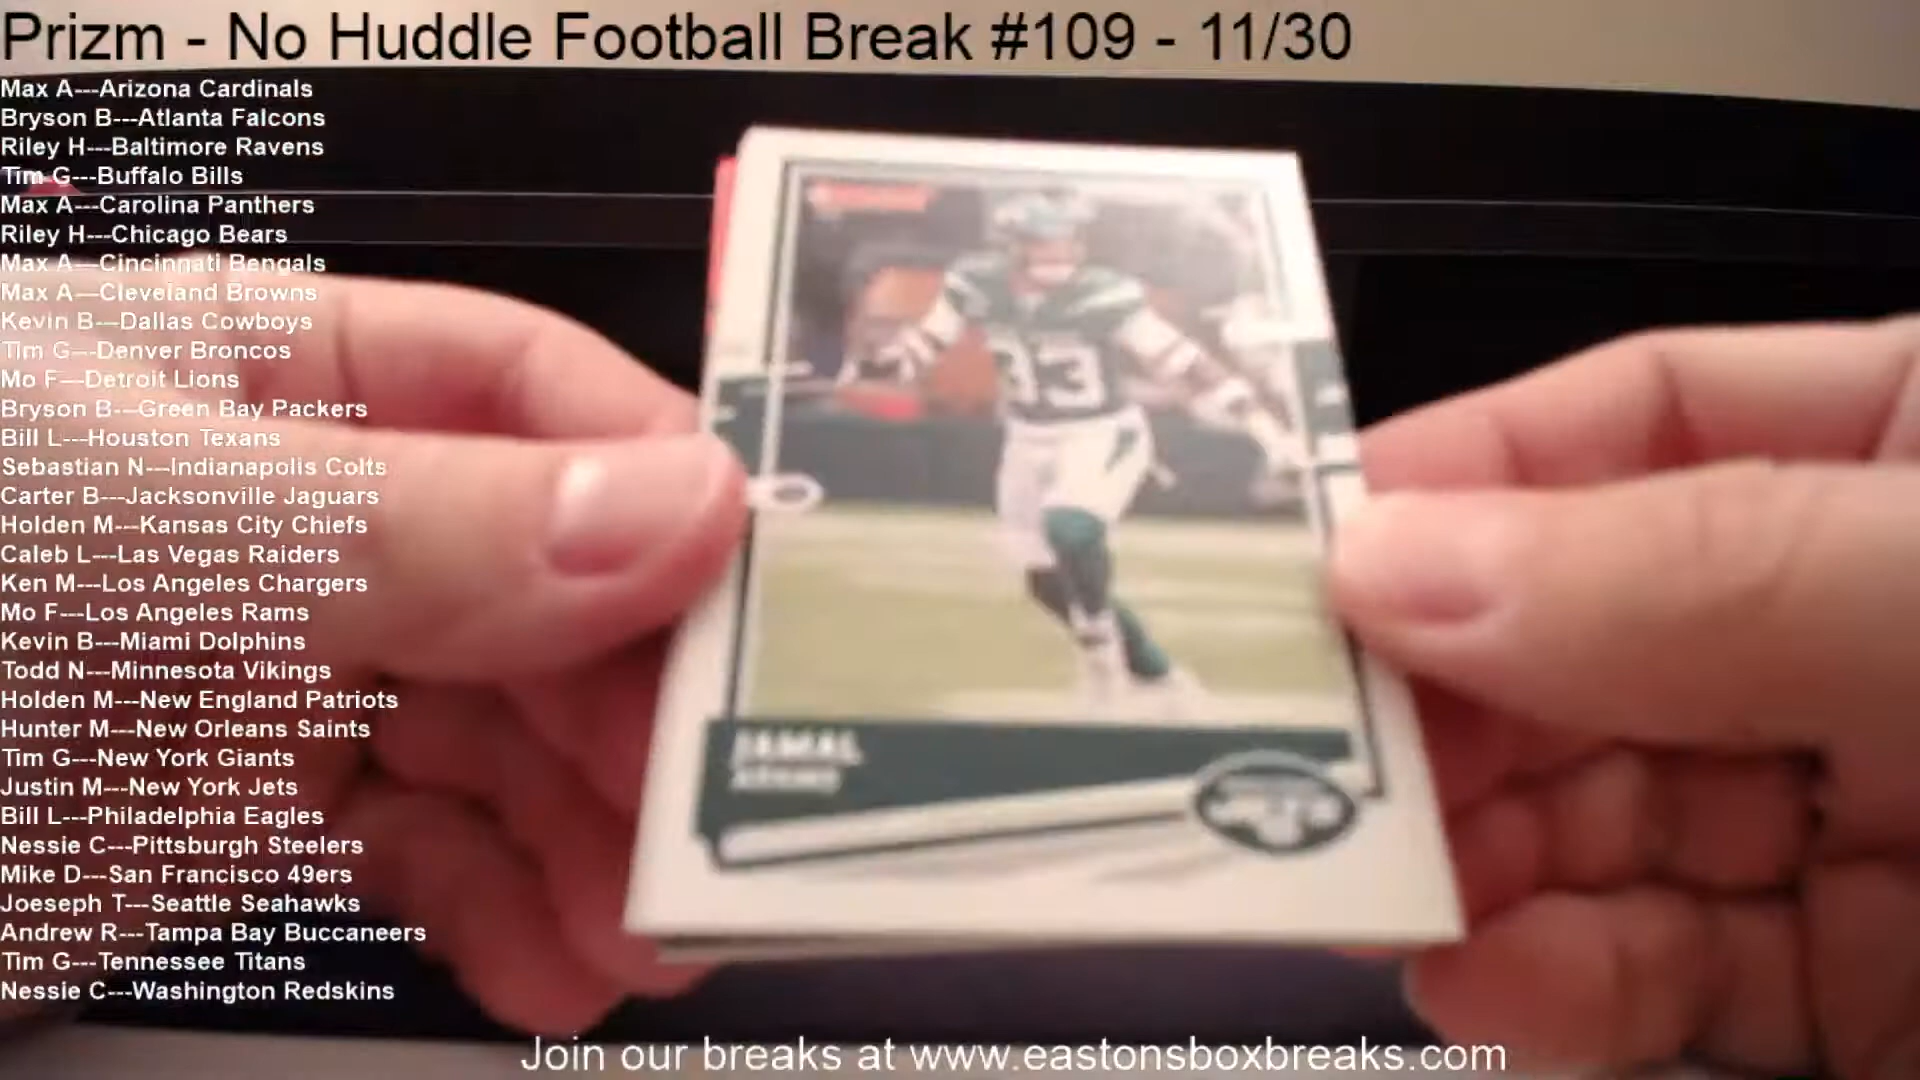 Prizm - No Huddle Football Break #109 - 11/30
Max A---Arizona Cardinals
Bryson B---Atlanta Falcons
Riley H---Baltimore Ravens
Tim G---Buffalo Bills
Max A---Carolina Panthers
Riley H---Chicago Bears
Max A---Cincinnati Bengals
Max A---Cleveland Browns
Kevin B---Dallas Cowboys
Tim G---Denver Broncos
Mo F---Detroit Lions
Bryson B---Green Bay Packers
Bill L---Houston Texans
Sebastian N---Indianapolis Colts
Carter B---Jacksonville Jaguars
Holden M---Kansas City Chiefs
Caleb L---Las Vegas Raiders
Ken M---Los Angeles Chargers
Mo F---Los Angeles Rams
Kevin B---Miami Dolphins
Todd N---Minnesota Vikings
Holden M---New England Patriots
Hunter M---New Orleans Saints
Tim G---New York Giants
Justin M---New York Jets
Bill L---Philadelphia Eagles
Nessie C---Pittsburgh Steelers
Mike D---San Francisco 49ers
Joeseph T---Seattle Seahawks
Andrew R---Tampa Bay Buccaneers
Tim G---Tennessee Titans
Nessie C---Washington Redskins
33
JAMAL
ADAMS
Join our breaks at www.eastonsboxbreaks.com